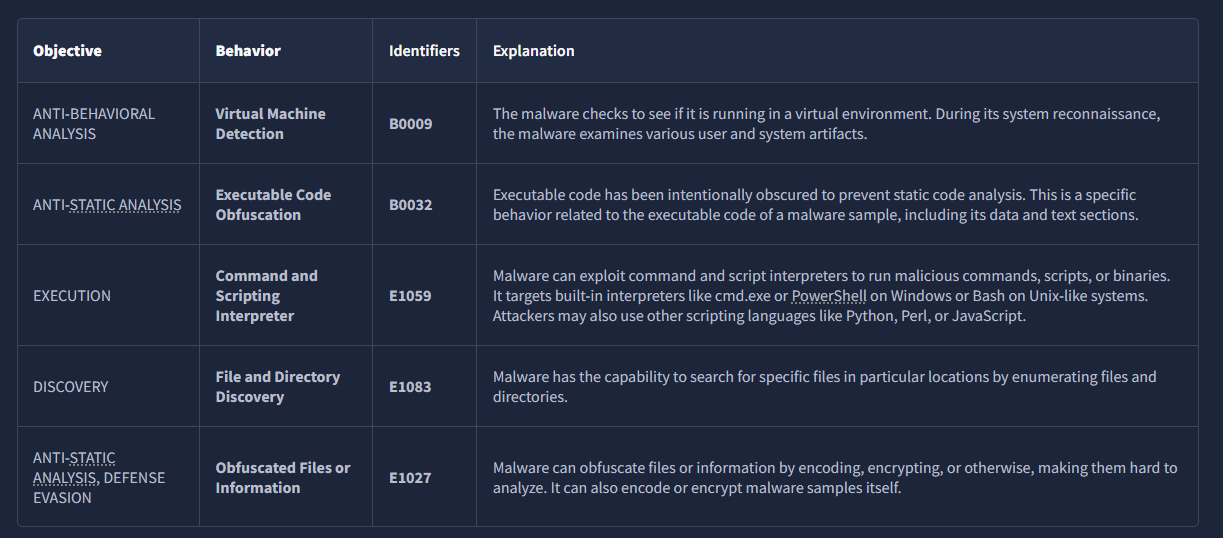 Objective Behavior Identifiers Explanation
ANTI-BEHAVIORAL
ANALYSIS
Virtual Machine
Detection
B0009
The malware checks to see if it is running in a virtual environment. During its system reconnaissance,
the malware examines various user and system artifacts.
ANTI-STATIC ANALYSIS
Executable Code
Obfuscation
B0032
Executable code has been intentionally obscured to prevent static code analysis. This is a specific
behavior related to the executable code of a malware sample, including its data and text sections.
EXECUTION
Command and
Scripting
Interpreter
E1059
Malware can exploit command and script interpreters to run malicious commands, scripts, or binaries.
It targets built-in interpreters like cmd.exe or PowerShell on Windows or Bash on Unix-like systems.
Attackers may also use other scripting languages like Python, Perl, or JavaScript.
DISCOVERY
File and Directory
Discovery
E1083
Malware has the capability to search for specific files in particular locations by enumerating files and
directories.
ANTI-STATIC
ANALYSIS, DEFENSE
EVASION
Obfuscated Files or
Information
E1027
Malware can obfuscate files or information by encoding, encrypting, or otherwise, making them hard to
analyze. It can also encode or encrypt malware samples itself.